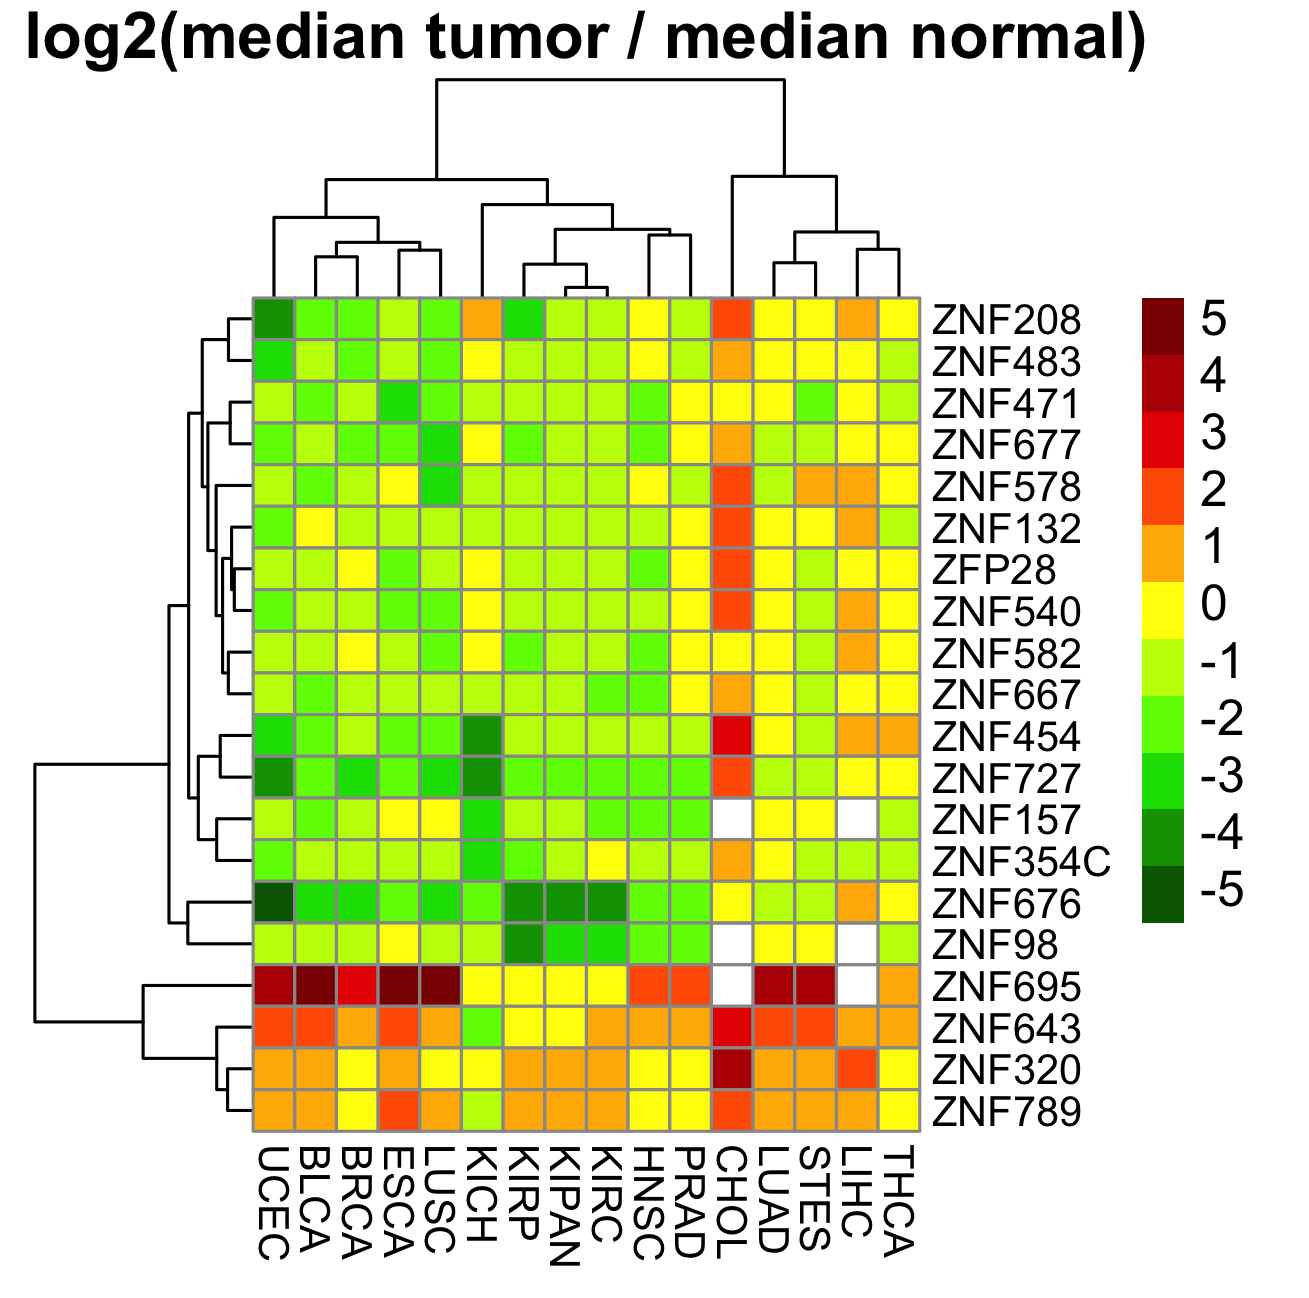 log2(median tumor / median normal)
ZNF208
ZNF483
ZNF471
ZNF677
ZNF578
ZNF132
ZFP28
ZNF540
ZNF582
ZNF667
ZNF454
ZNF727
ZNF157
ZNF354C
ZNF676
ZNF98
ZNF695
ZNF643
ZNF320
ZNF789
5
4
3
2
1
0
-1
-2
-3
-4
-5
UCEC
BLCA
BRCA
ESCA
LUSC
KICH
KIRP
KIPAN
KIRC
HNSC
PRAD
CHOL
LUAD
STES
LIHC
THCA